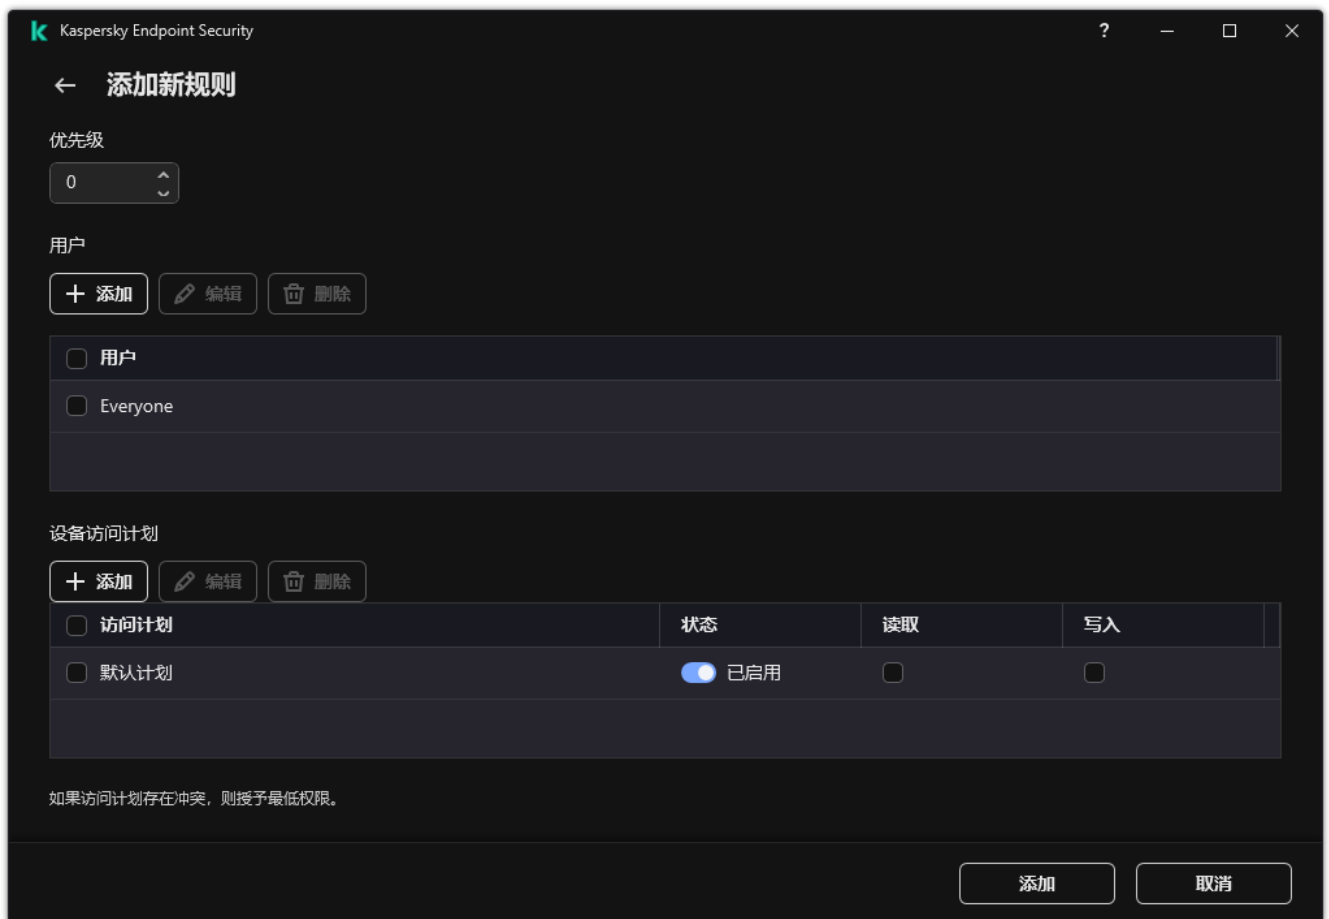 Kaspersky Endpoint Security ?
添加新规则
优先级
0
用户
添加 编辑 删除
用户
Everyone
设备访问计划
添加 编辑 删除
访问计划 状态 读取 写入
默认计划 已启用
如果访问计划存在冲突，则授予最低权限。
添加 取消